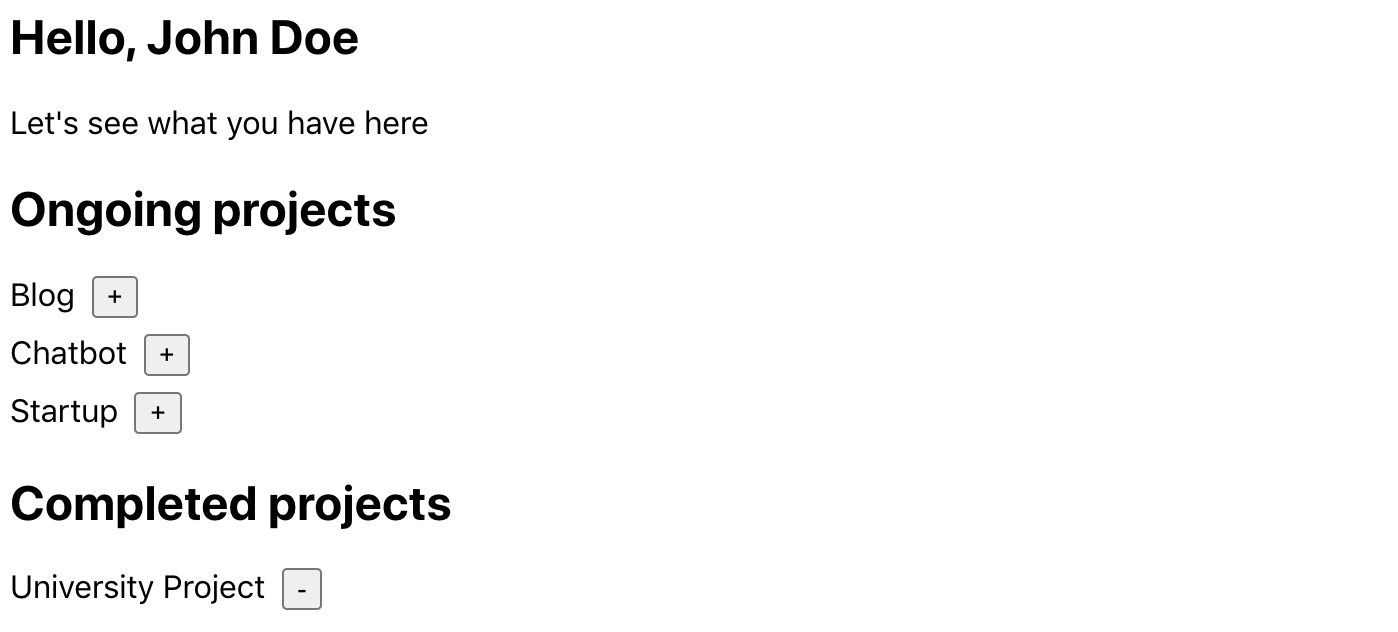 Hello, John Doe
Let's see what you have here
Ongoing projects
Blog +
Chatbot +
Startup +
Completed projects
University Project -